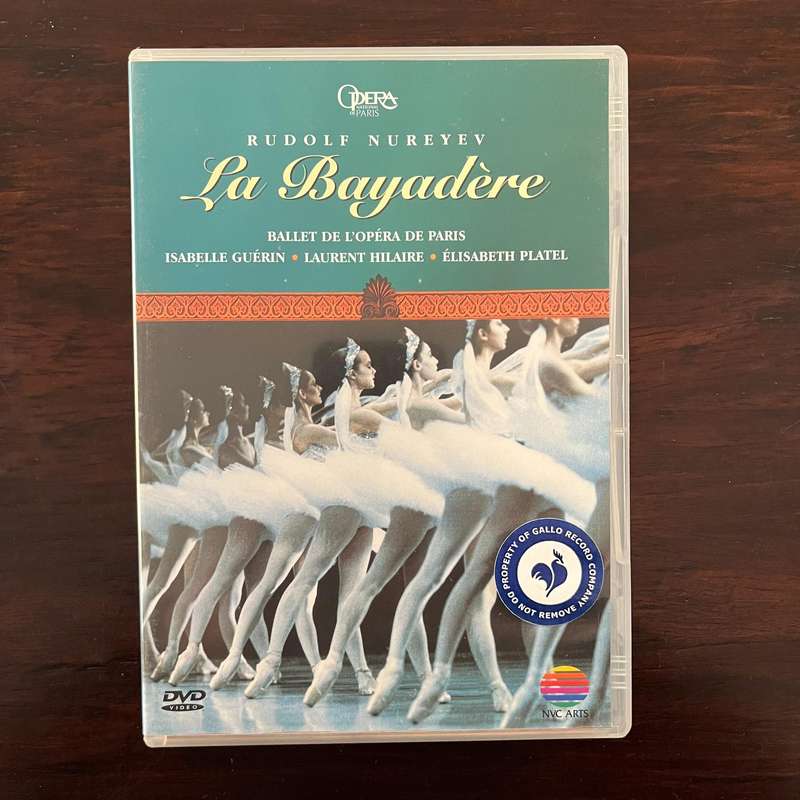 OPERA
NATIONAL
DE PARIS
RUDOLF NUREYEV
La Bayadère
BALLET DE L'OPÉRA DE PARIS
ISABELLE GUÉRIN • LAURENT HILAIRE • ÉLISABETH PLATEL
PROPERTY OF GALLO RECORD COMPANY
DO NOT REMOVE
DVD
VIDEO
NVC ARTS